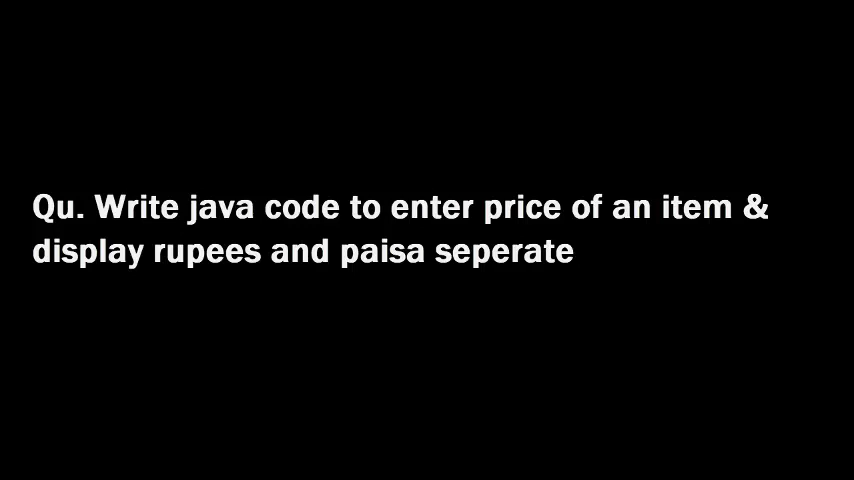 Qu. Write java code to enter price of an item &
display rupees and paisa seperate